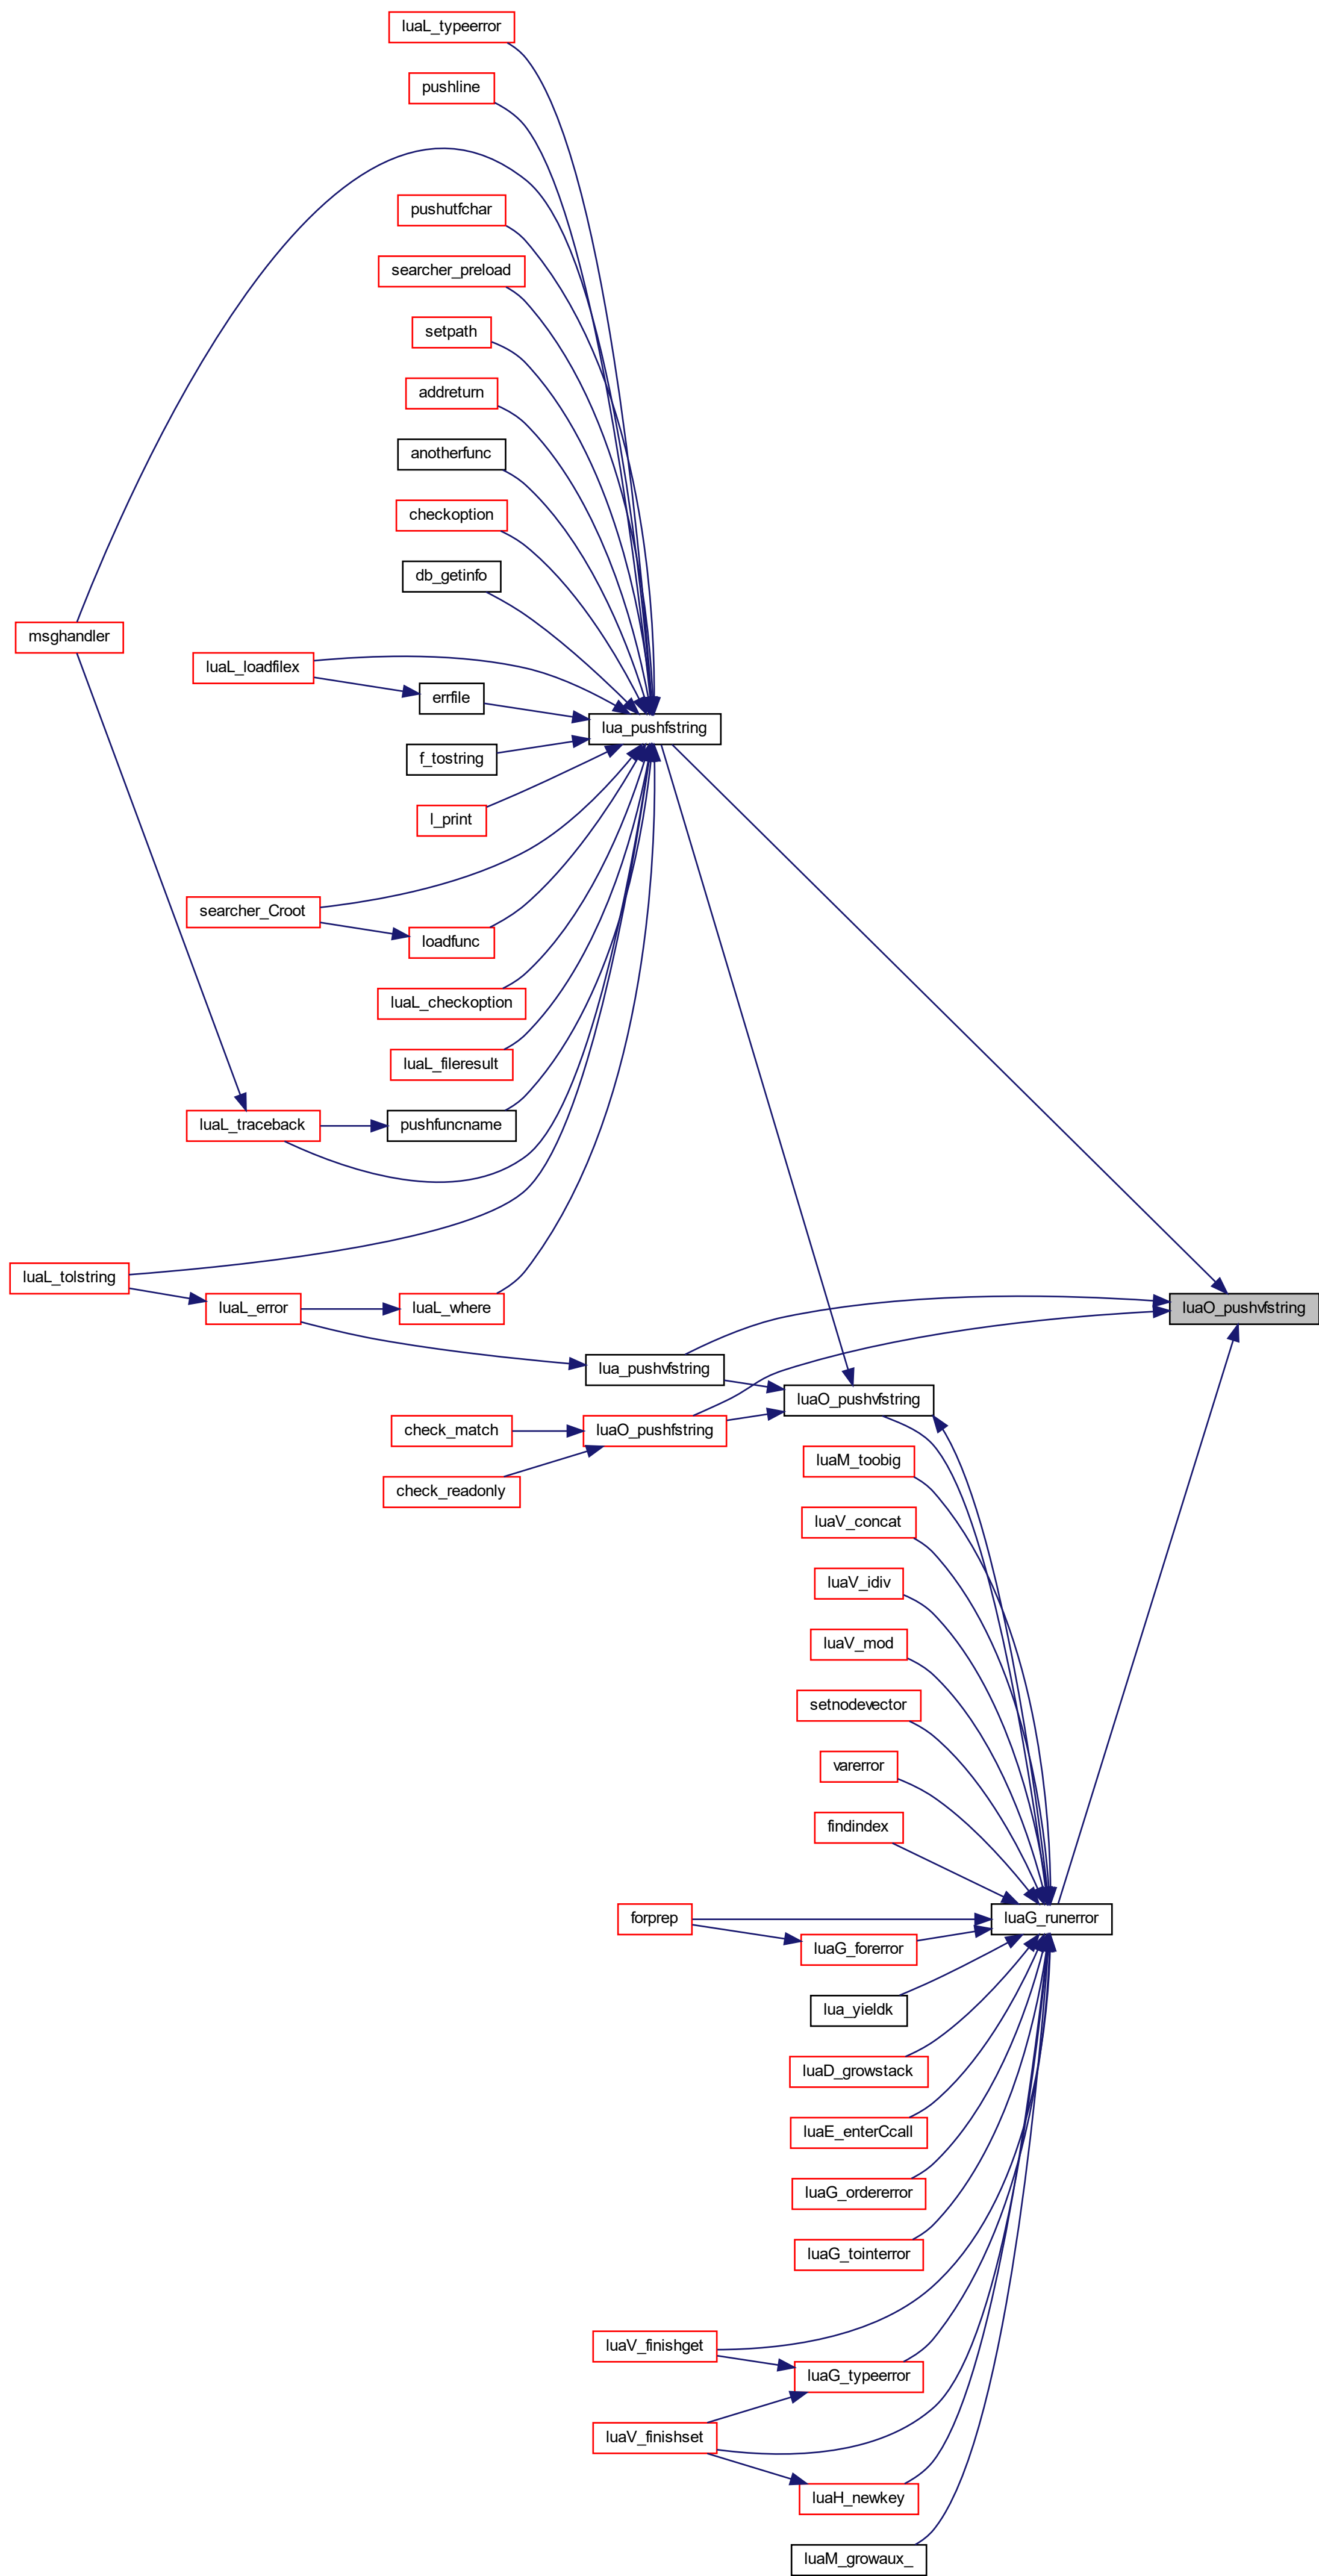 luaL_typeerror
pushline
pushutfchar
searcher_preload
setpath
addreturn
anotherfunc
checkoption
db_getinfo
msghandler
luaL_loadfilex
errfile
lua_pushfstring
f_tostring
l_print
searcher_Croot
loadfunc
luaL_checkoption
luaL_fileresult
luaL_traceback
pushfuncname
luaL_tolstring
luaL_error
luaL_where
luaO_pushvfstring
lua_pushvfstring
luaO_pushvfstring
luaO_pushfstring
check_match
check_readonly
luaM_toobig
luaV_concat
luaV_idiv
luaV_mod
setnodevector
varerror
findindex
forprep
luaG_runerror
luaG_forerror
lua_yieldk
luaD_growstack
luaE_enterCcall
luaG_ordererror
luaG_tointerror
luaV_finishget
luaG_typeerror
luaV_finishset
luaH_newkey
luaM_growaux_